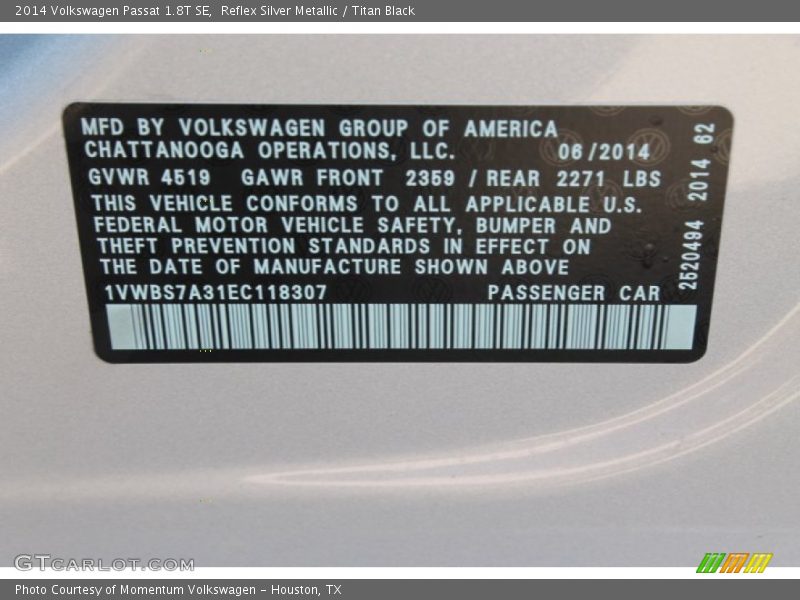 2014 Volkswagen Passat 1.8T SE,  Reflex Silver Metallic / Titan Black
MFD BY VOLKSWAGEN GROUP OF AMERICA
CHATTANOOGA OPERATIONS, LLC. 06/2014
GVWR 4519 GAWR FRONT 2359 / REAR 2271 LBS
THIS VEHICLE CONFORMS TO ALL APPLICABLE U.S.
FEDERAL MOTOR VEHICLE SAFETY, BUMPER AND
THEFT PREVENTION STANDARDS IN EFFECT ON
THE DATE OF MANUFACTURE SHOWN ABOVE
1VWBS7A31EC118307 PASSENGER CAR
2520494 2014 62
GTCARLOT.COM
Photo Courtesy of Momentum Volkswagen - Houston, TX